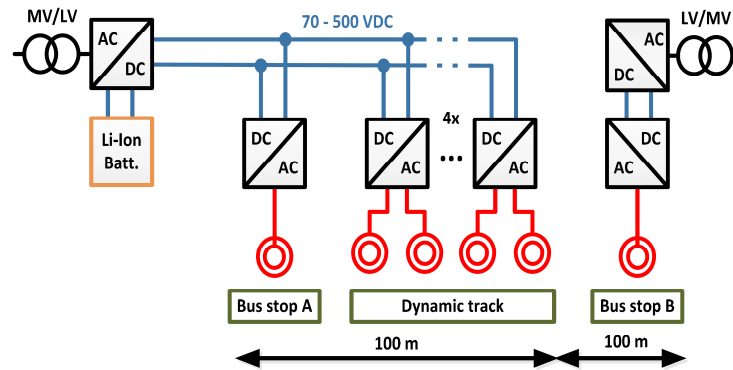 MV/LV
70 - 500 VDC
LV/MV
AC
DC
AC
DC
Li-Ion
Batt.
4x
DC
AC
DC
AC
...
DC
AC
DC
AC
Bus stop A
Dynamic track
Bus stop B
100 m
100 m